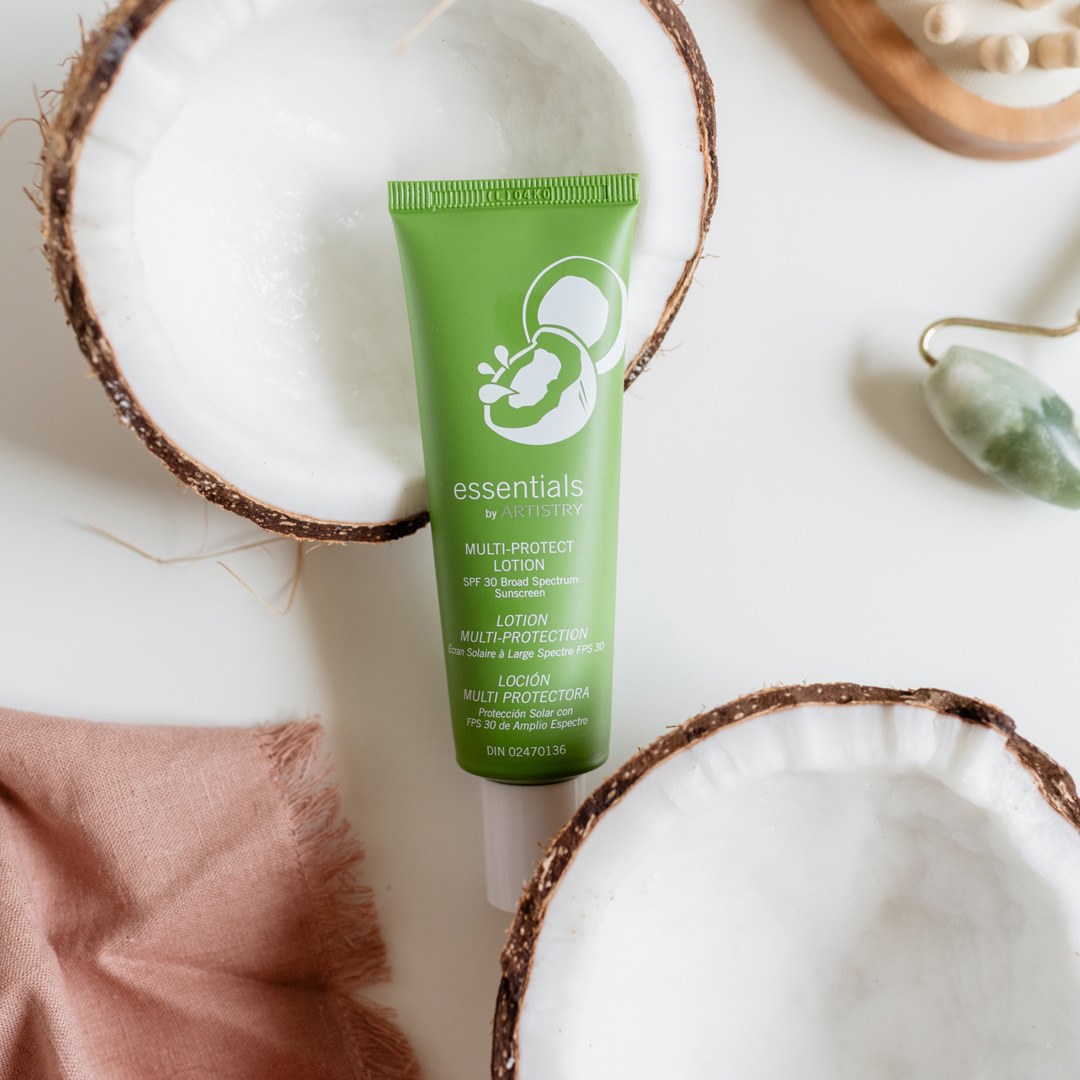 (L)04K0
essentials
by ARTISTRY
MULTI-PROTECT
LOTION
SPF 30 Broad Spectrum
Sunscreen
LOTION
MULTI-PROTECTION
Écran Solaire à Large Spectre FPS 30
LOCIÓN
MULTI PROTECTORA
Protección Solar con
FPS 30 de Amplio Espectro
DIN 02470136